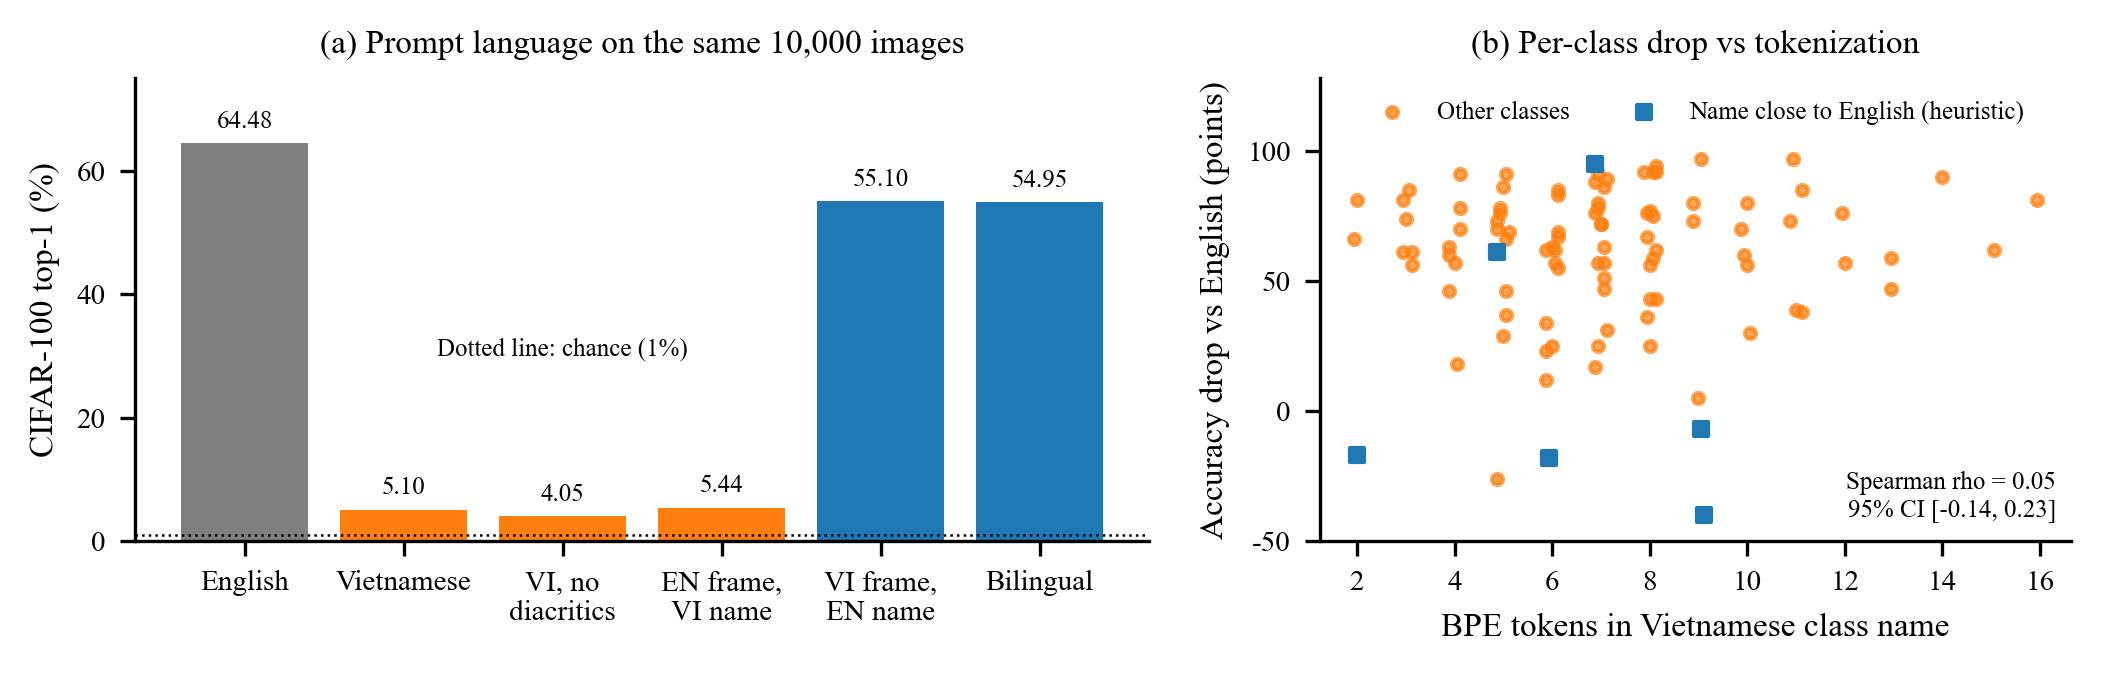 (a) Prompt language on the same 10,000 images
CIFAR-100 top-1 (%)
60
40
20
0
64.48
5.10
4.05
5.44
55.10
54.95
Dotted line: chance (1%)
English
Vietnamese
VI, no
diacritics
EN frame,
VI name
VI frame,
EN name
Bilingual
(b) Per-class drop vs tokenization
Accuracy drop vs English (points)
100
50
0
-50
Other classes
Name close to English (heuristic)
Spearman rho = 0.05
95% CI [-0.14, 0.23]
2
4
6
8
10
12
14
16
BPE tokens in Vietnamese class name